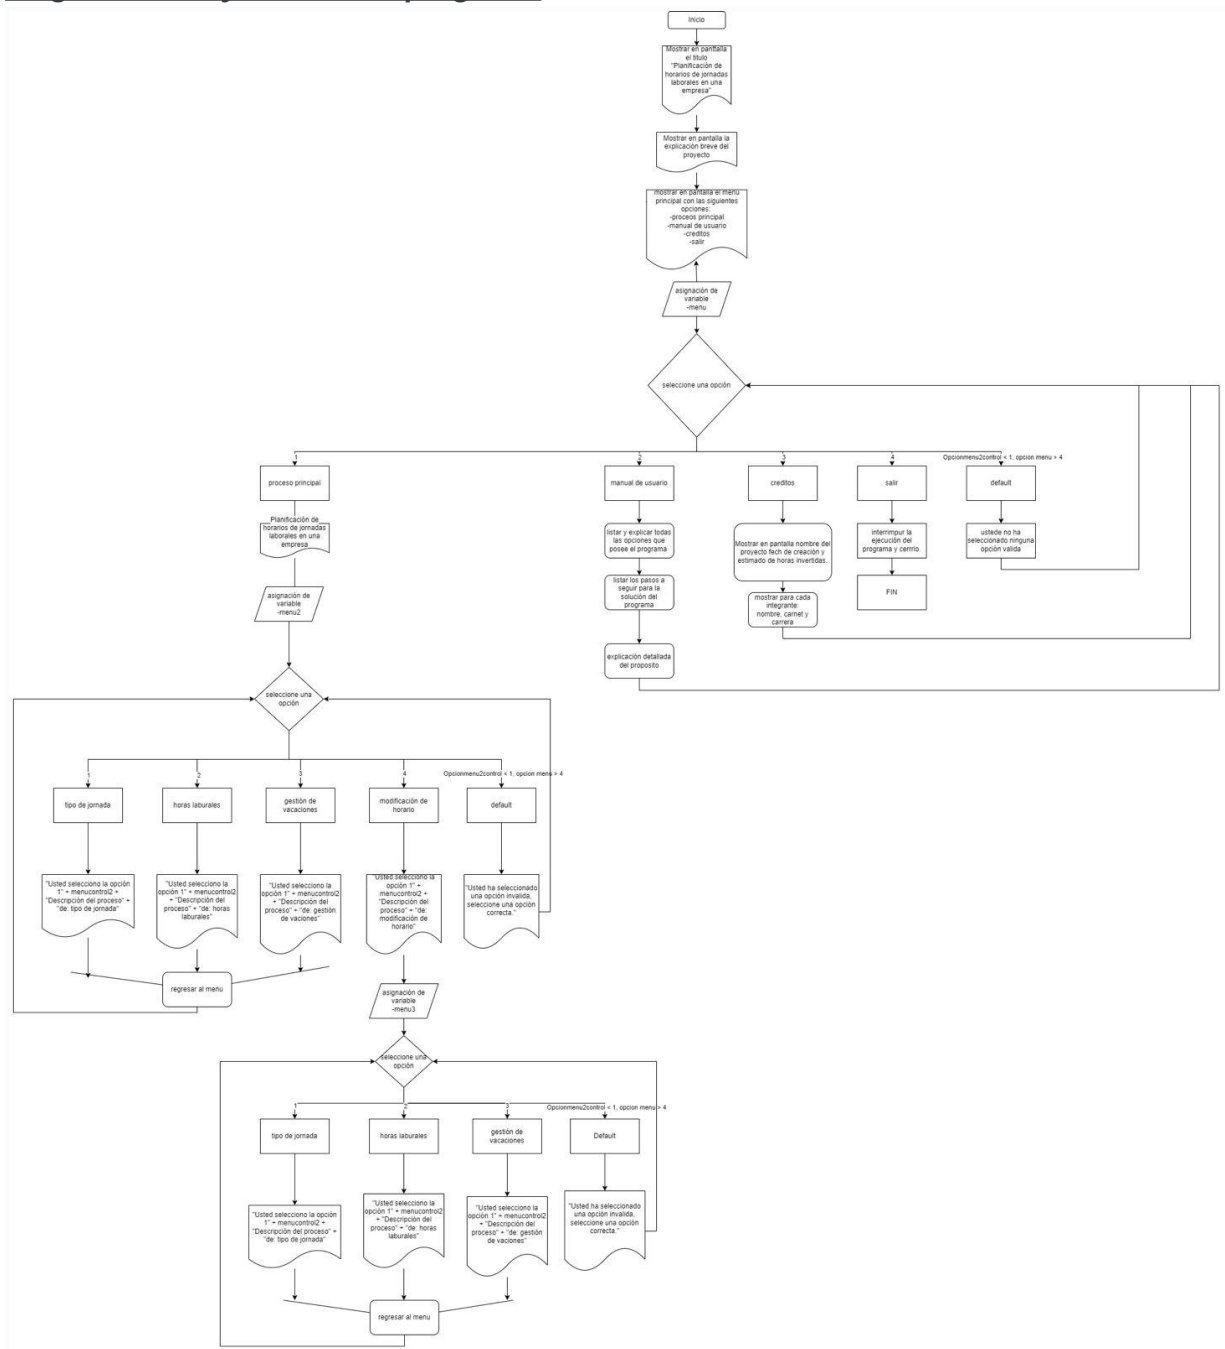 Inicio
Mostrar en panttalla
el titulo
"Planificación de
horarios de jornadas
laborales en una
empresa"
Mostrar en pantalla la
explicación breve del
proyecto
mostrar en pantalla el menu
principal con las siguientes
opciones:
-proceos principal
-manual de usuario
-creditos
-salir
asignación de
variable
-menu
seleccione una opción
1
2
3
4
Opcionmenu2control < 1, opcion menu > 4
proceso principal
manual de usuario
creditos
salir
default
Planificación de
horarios de jornadas
laborales en una
empresa
listar y explicar todas
las opciones que
posee el programa
Mostrar en pantalla nombre del
proyecto fech de creación y
estimado de horas invertidas.
interrimpur la
ejecución del
programa y cerrrlo.
ustede no ha
seleccionado ninguna
opción valida
asignación de
variable
-menu2
listar los pasos a
seguir para la
solución del
programa
mostrar para cada
integrante:
nombre, carnet y
carrera
FIN
explicación detallada
del proposito
seleccione una
opción
1
2
3
4
Opcionmenu2control < 1, opcion menu > 4
tipo de jornada
horas laburales
gestión de
vacaciones
modificación de
horario
default
"Usted selecciono la opción
1" + menucontrol2 +
"Descripción del proceso" +
"de: tipo de jornada"
"Usted selecciono la
opción 1" + menucontrol2
+ "Descripción del
proceso" + "de: horas
laburales"
"Usted selecciono la
opción 1" + menucontrol2
+ "Descripción del
proceso" + "de: gestión
de vaciones"
"Usted selecciono la
opción 1" +
menucontrol2 +
"Descripción del
proceso" + "de:
modificación de
horario"
"Usted ha seleccionado
una opción invalida,
seleccione una opción
correcta."
regresar al menu
asignación de
variable
-menu3
seleccione una
opción
1
2
3
Opcionmenu2control < 1, opcion menu > 4
tipo de jornada
horas laburales
gestión de
vacaciones
Default
"Usted selecciono la opción
1" + menucontrol2 +
"Descripción del proceso" +
"de: tipo de jornada"
"Usted selecciono la
opción 1" + menucontrol2
+ "Descripción del
proceso" + "de: horas
laburales"
"Usted selecciono la
opción 1" + menucontrol2
+ "Descripción del
proceso" + "de: gestión
de vaciones"
"Usted ha seleccionado
una opción invalida,
seleccione una opción
correcta."
regresar al menu